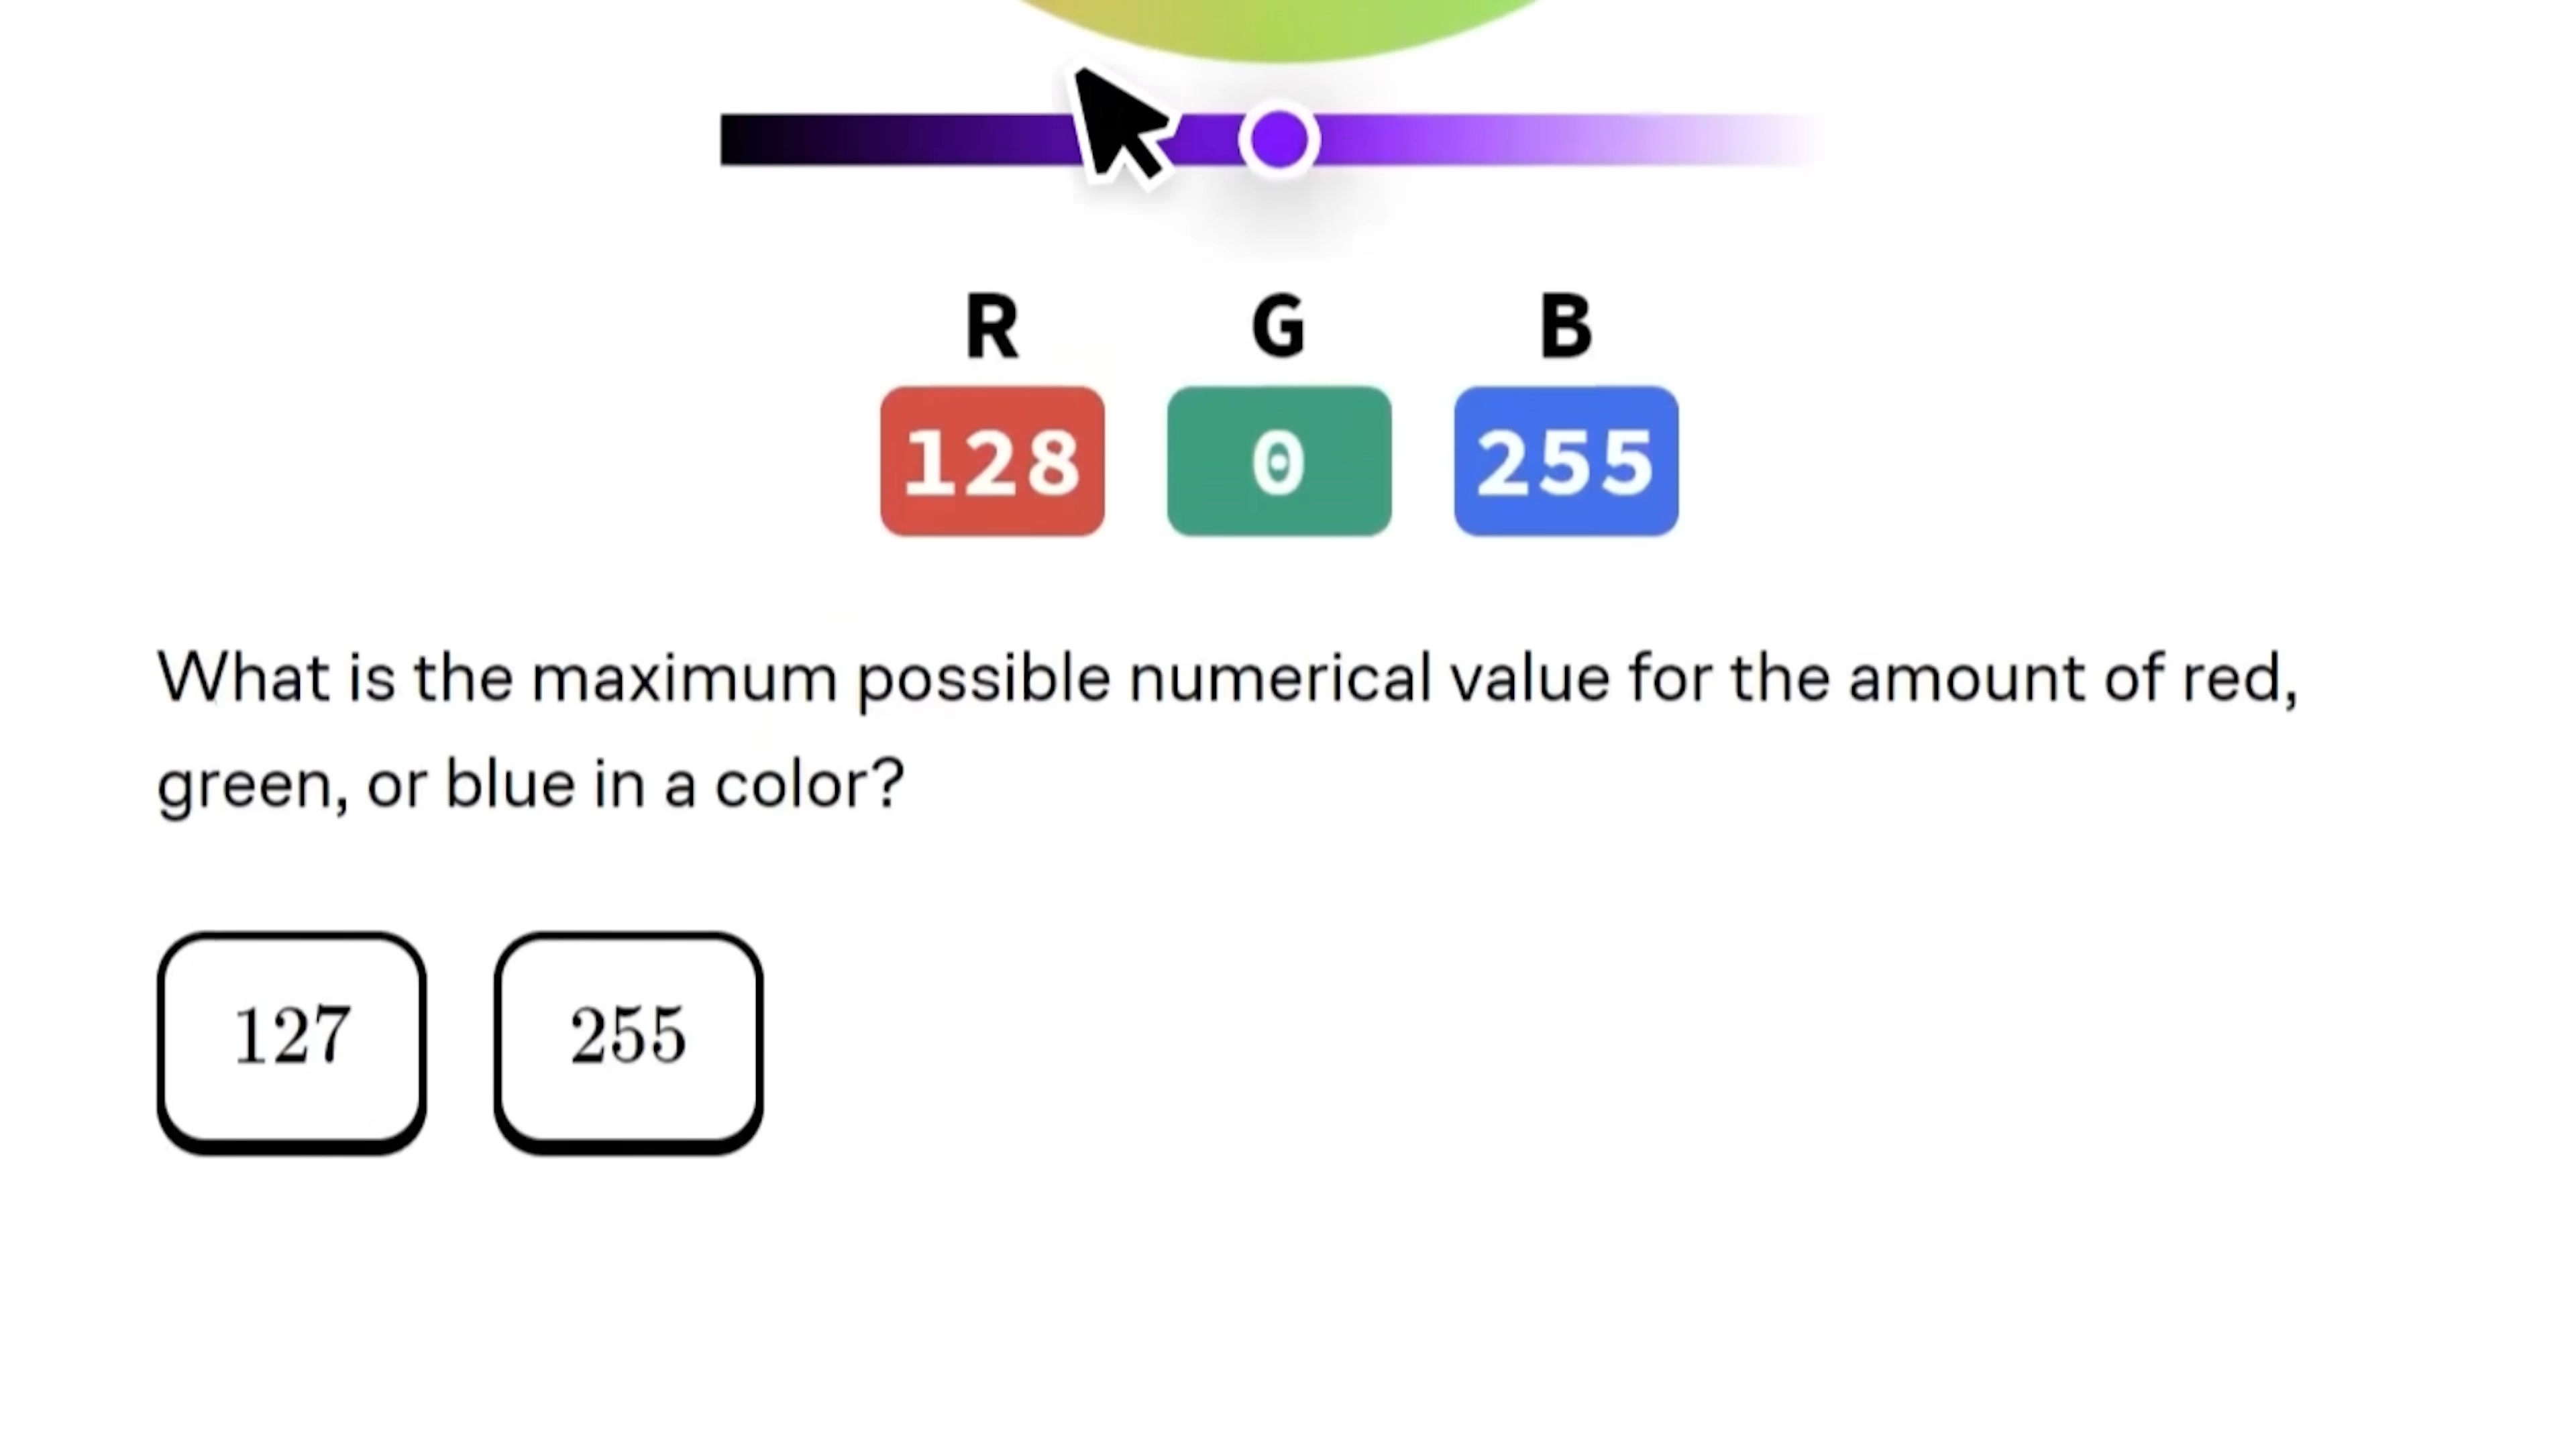 R G B
128 0 255
What is the maximum possible numerical value for the amount of red,
green, or blue in a color?
127 255